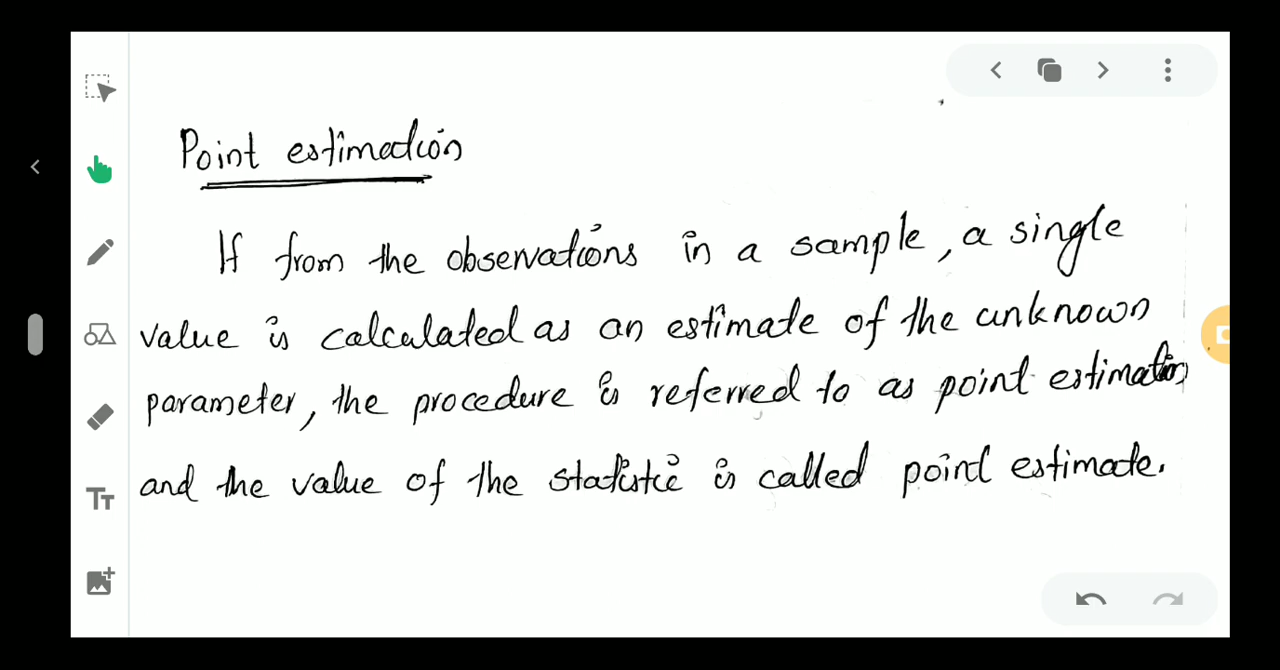 Point estimation
If from the observations in a sample, a single
value is calculated as an estimate of the unknown
parameter, the procedure is referred to as point estimation
and the value of the statistic is called point estimate.
TT